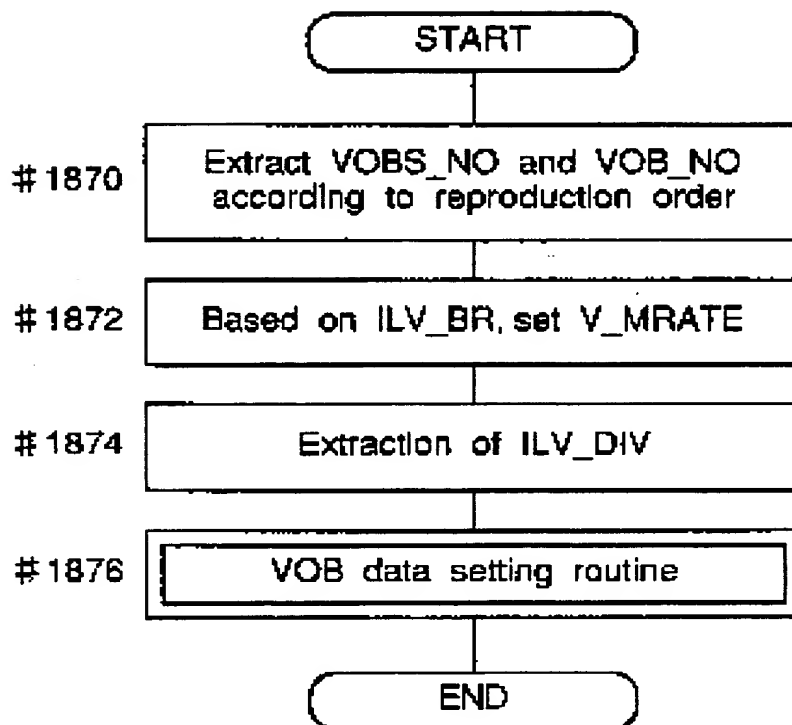 START
#1870
Extract VOBS_NO and VOB_NO
according to reproduction order
#1872
Based on ILV_BR, set V_MRATE
#1874
Extraction of ILV_DIV
#1876
VOB data setting routine
END